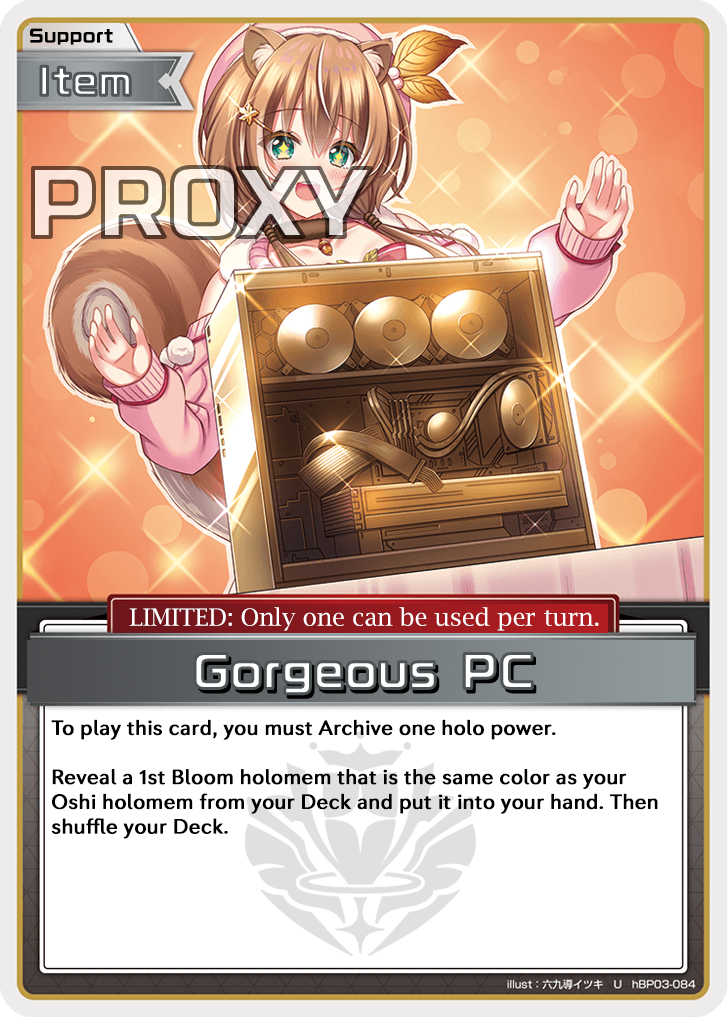 Support
Item
PROXY
LIMITED: Only one can be used per turn.
Gorgeous PC
To play this card, you must Archive one holo power.
Reveal a 1st Bloom holomem that is the same color as your
Oshi holomem from your Deck and put it into your hand. Then
shuffle your Deck.
illust : 六九導イツキ U hBP03-084